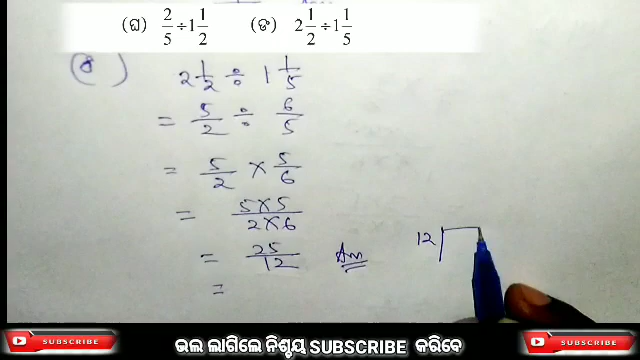 (ଘ) 2/5 ÷ 1 1/2 (ଙ) 2 1/2 ÷ 1 1/5
2 1/2 ÷ 1 1/5
= 5/2 ÷ 6/5
= 5/2 × 5/6
= 5×5/2×6
= 25/12 Ans 12
=
SUBSCRIBE ଭଲ ଲାଗିଲେ ନିଶ୍ଚୟ SUBSCRIBE କରିବେ SUBSCRIBE